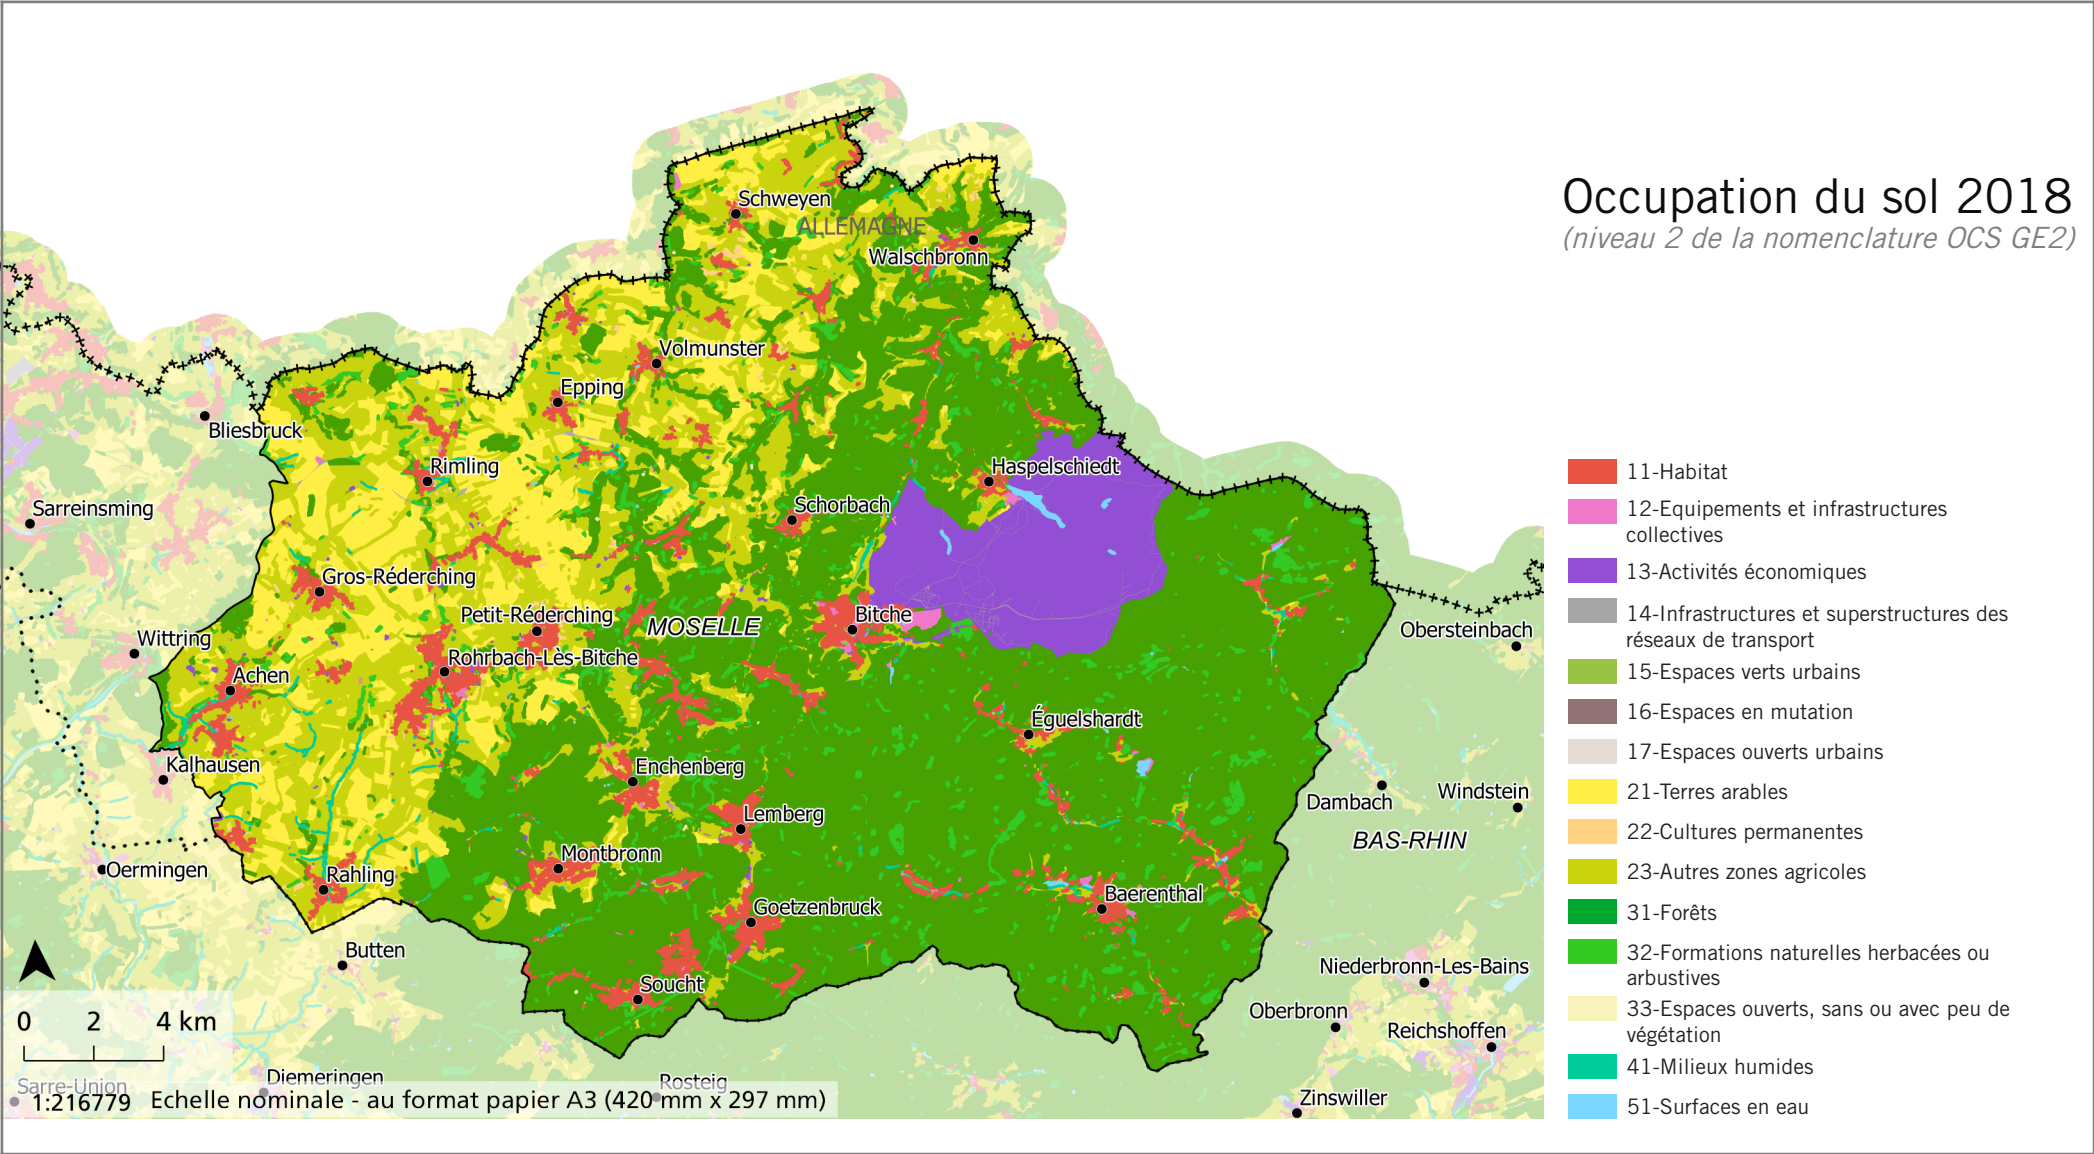 Occupation du sol 2018
(niveau 2 de la nomenclature OCS GE2)
Schweyen
ALLEMAGNE
Walschbronn
Volmunster
Epping
Bliesbruck
Rimling
Haspelschiedt
Sarreinsming
Schorbach
Gros-Réderching
Petit-Réderching
Bitche
MOSELLE
Wittring
Obersteinbach
Rohrbach-Lès-Bitche
Achen
Éguelshardt
Kalhausen
Enchenberg
Dambach
Windstein
Lemberg
BAS-RHIN
Montbronn
Oermingen
Rahling
Baerenthal
Goetzenbruck
Butten
Niederbronn-Les-Bains
Soucht
Oberbronn
Reichshoffen
0 2 4 km
Diemeringen
Sarre-Union
Rosteig
Zinswiller
1:216779 Echelle nominale - au format papier A3 (420 mm x 297 mm)
11-Habitat
12-Equipements et infrastructures
collectives
13-Activités économiques
14-Infrastructures et superstructures des
réseaux de transport
15-Espaces verts urbains
16-Espaces en mutation
17-Espaces ouverts urbains
21-Terres arables
22-Cultures permanentes
23-Autres zones agricoles
31-Forêts
32-Formations naturelles herbacées ou
arbustives
33-Espaces ouverts, sans ou avec peu de
végétation
41-Milieux humides
51-Surfaces en eau